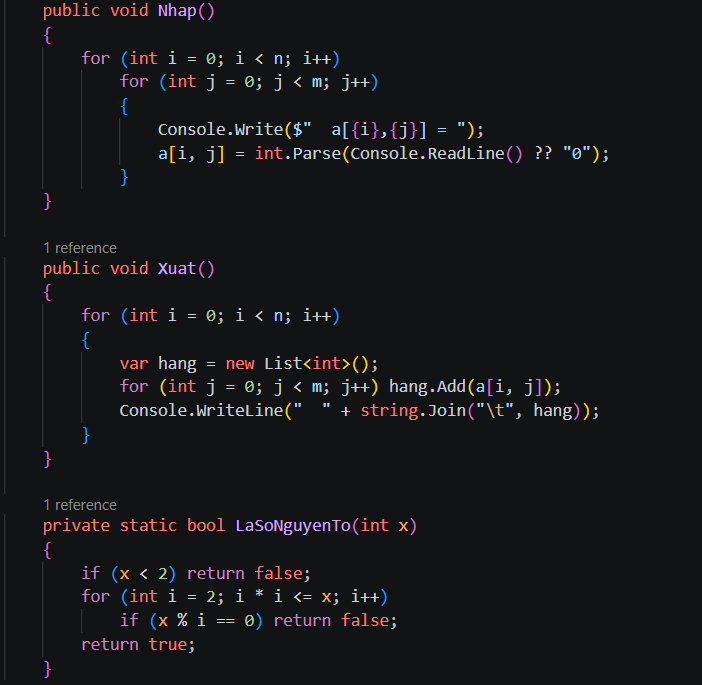 public void Nhap()
{
    for (int i = 0; i < n; i++)
        for (int j = 0; j < m; j++)
        {
            Console.Write($"  a[{i},{j}] = ");
            a[i, j] = int.Parse(Console.ReadLine() ?? "0");
        }
}
1 reference
public void Xuat()
{
    for (int i = 0; i < n; i++)
    {
        var hang = new List<int>();
        for (int j = 0; j < m; j++) hang.Add(a[i, j]);
        Console.WriteLine("  " + string.Join("\t", hang));
    }
}
1 reference
private static bool LaSoNguyenTo(int x)
{
    if (x < 2) return false;
    for (int i = 2; i * i <= x; i++)
        if (x % i == 0) return false;
    return true;
}